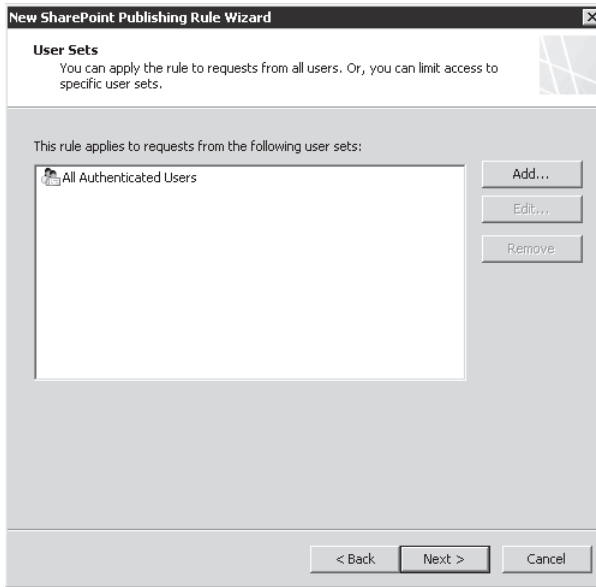 New SharePoint Publishing Rule Wizard
User Sets
You can apply the rule to requests from all users. Or, you can limit access to
specific user sets.
This rule applies to requests from the following user sets:
All Authenticated Users
Add...
Edit...
Remove
< Back
Next >
Cancel